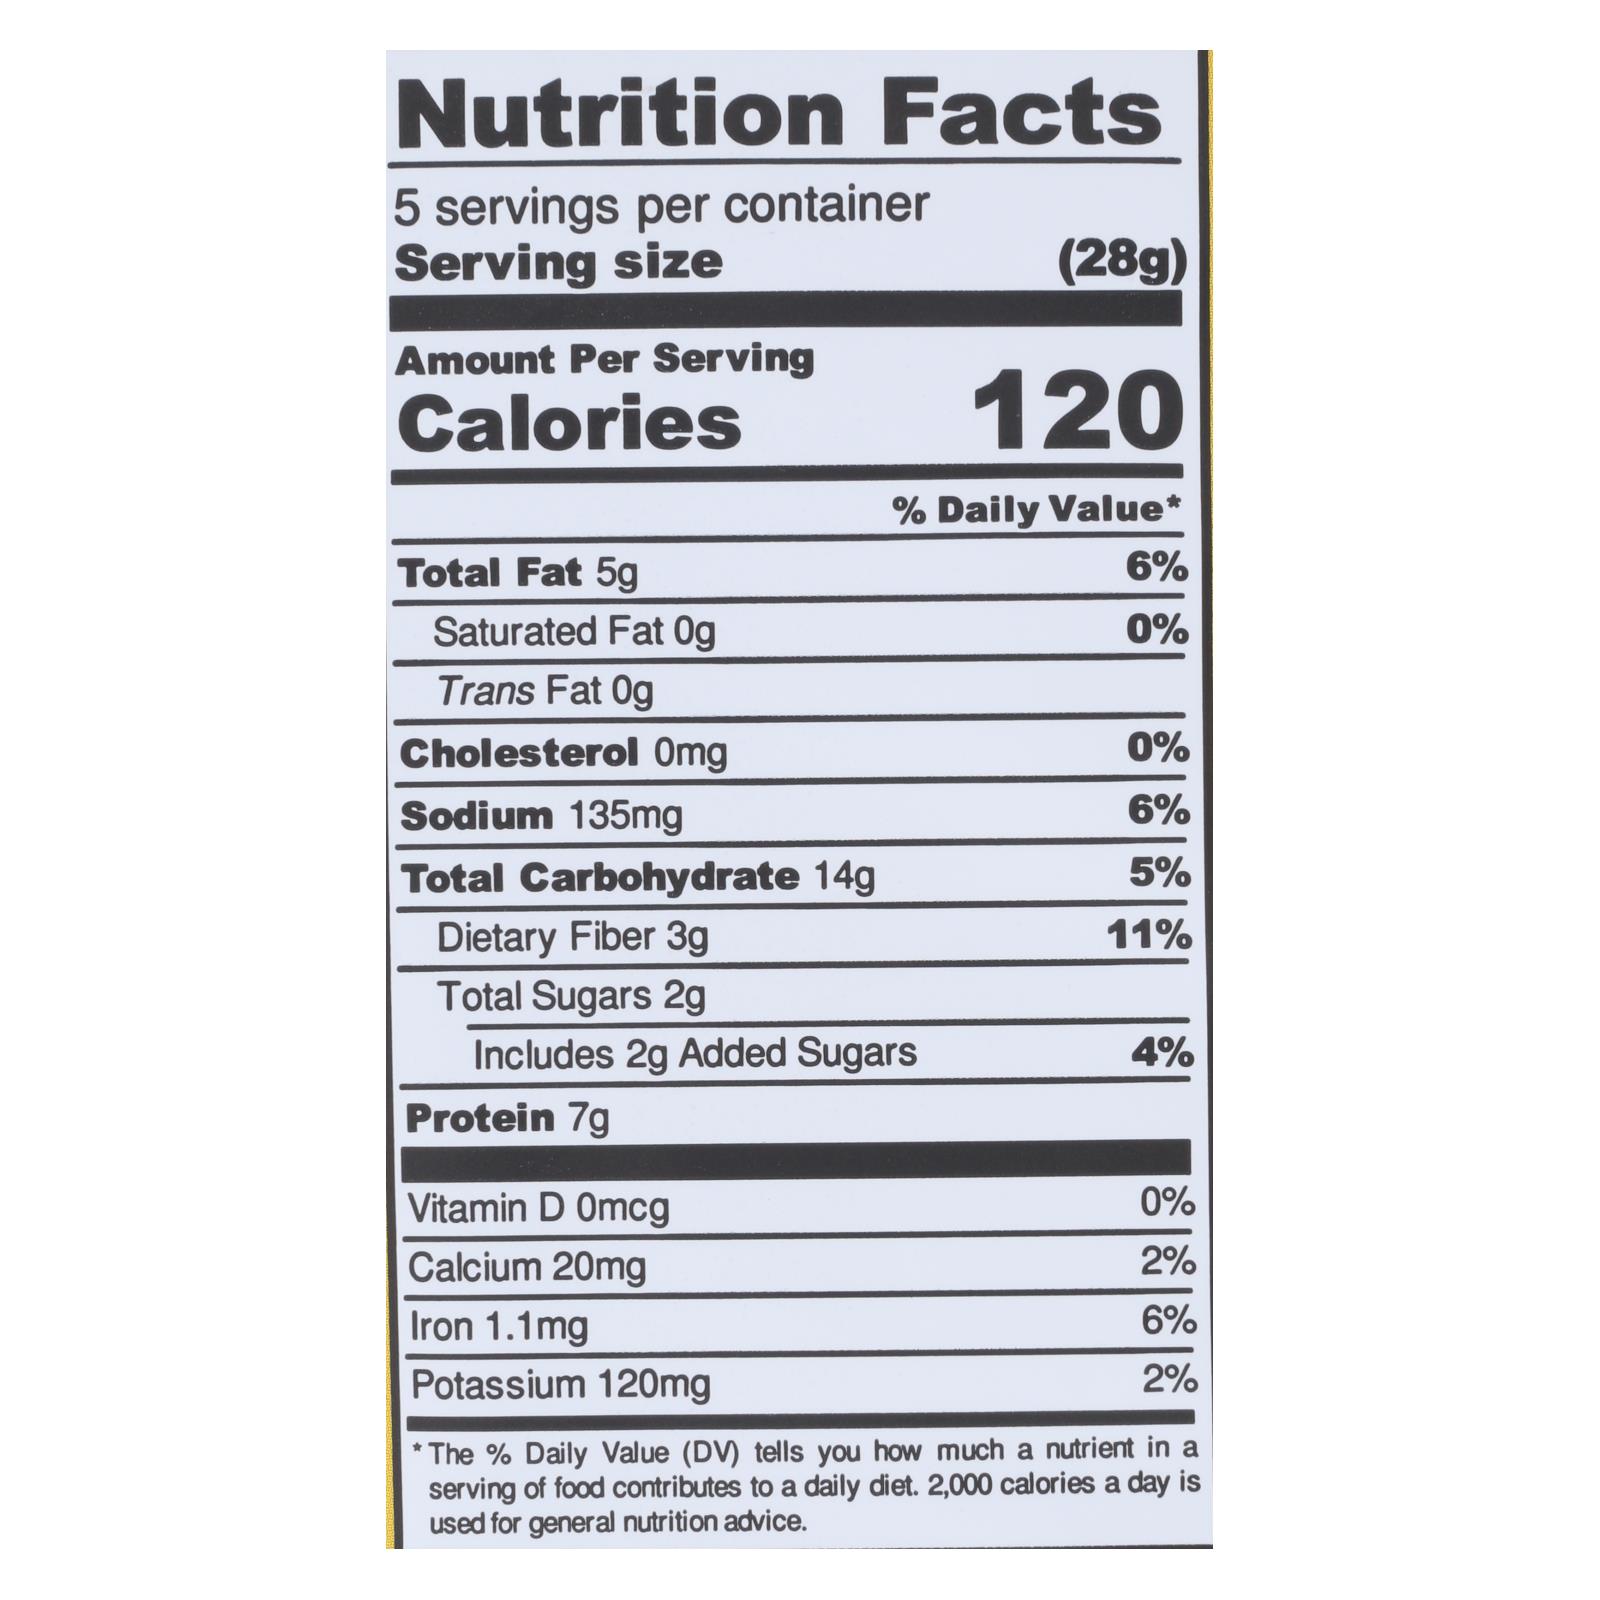 Nutrition Facts
5 servings per container
Serving size (28g)
Amount Per Serving
Calories 120
% Daily Value*
Total Fat 5g 6%
Saturated Fat 0g 0%
Trans Fat 0g
Cholesterol 0mg 0%
Sodium 135mg 6%
Total Carbohydrate 14g 5%
Dietary Fiber 3g 11%
Total Sugars 2g
Includes 2g Added Sugars 4%
Protein 7g
Vitamin D 0mcg 0%
Calcium 20mg 2%
Iron 1.1mg 6%
Potassium 120mg 2%
* The % Daily Value (DV) tells you how much a nutrient in a
serving of food contributes to a daily diet. 2,000 calories a day is
used for general nutrition advice.